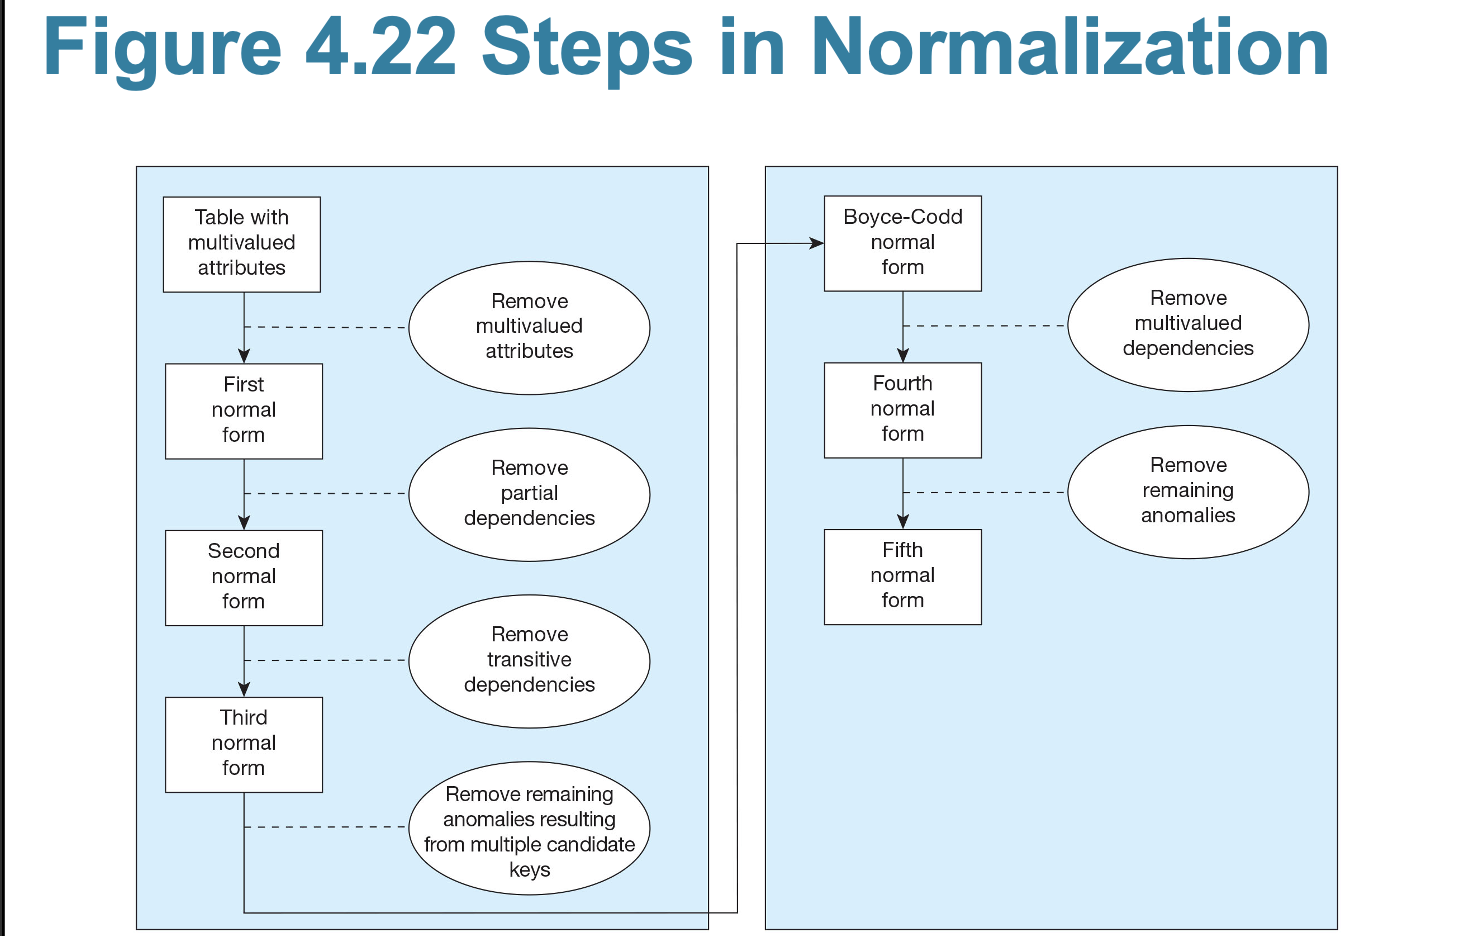 Figure 4.22 Steps in Normalization
Table with
multivalued
attributes
Remove
multivalued
attributes
First
normal
form
Remove
partial
dependencies
Second
normal
form
Remove
transitive
dependencies
Third
normal
form
Remove remaining
anomalies resulting
from multiple candidate
keys
Boyce-Codd
normal
form
Remove
multivalued
dependencies
Fourth
normal
form
Remove
remaining
anomalies
Fifth
normal
form